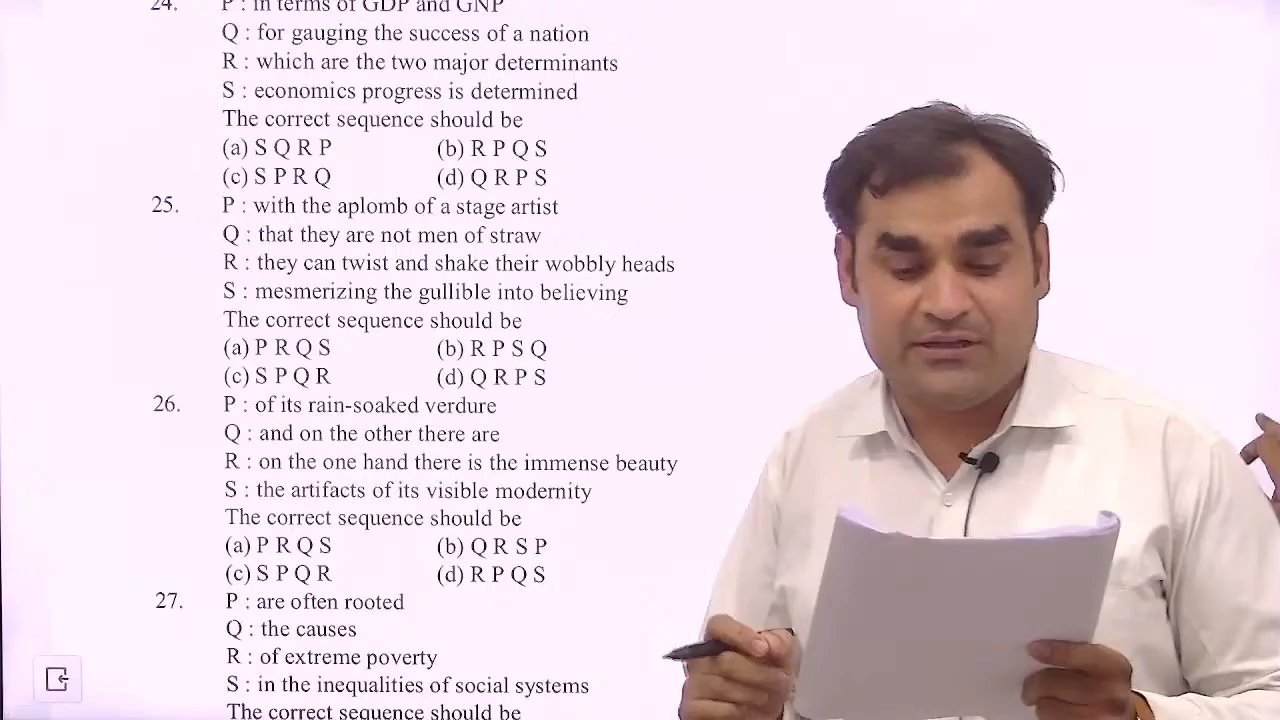 24. P : in terms of GDP and GNP
Q : for gauging the success of a nation
R : which are the two major determinants
S : economics progress is determined
The correct sequence should be
(a) S Q R P (b) R P Q S
(c) S P R Q (d) Q R P S
25. P : with the aplomb of a stage artist
Q : that they are not men of straw
R : they can twist and shake their wobbly heads
S : mesmerizing the gullible into believing
The correct sequence should be
(a) P R Q S (b) R P S Q
(c) S P Q R (d) Q R P S
26. P : of its rain-soaked verdure
Q : and on the other there are
R : on the one hand there is the immense beauty
S : the artifacts of its visible modernity
The correct sequence should be
(a) P R Q S (b) Q R S P
(c) S P Q R (d) R P Q S
27. P : are often rooted
Q : the causes
R : of extreme poverty
S : in the inequalities of social systems
The correct sequence should be